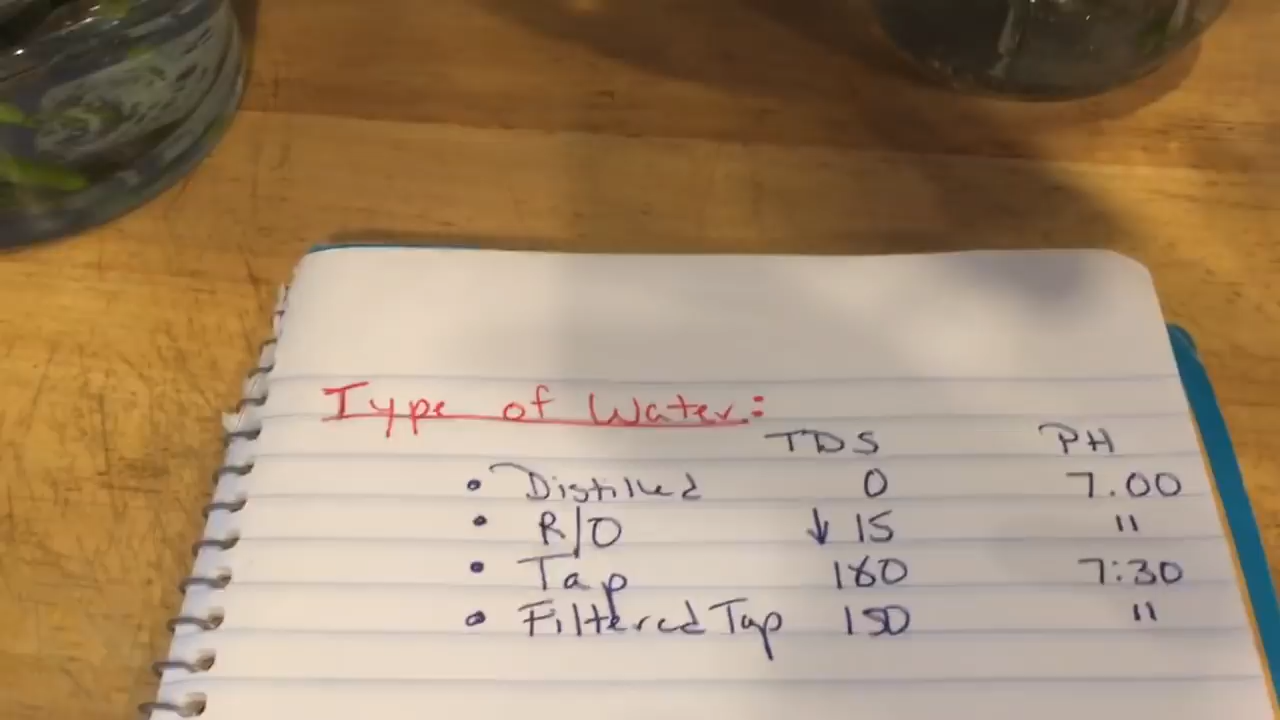 Type of Water:
TDS PH
• Distilled 0 7.00
• R/O ↓ 15 "
• Tap 180 7:30
• Filtered Tap 150 "